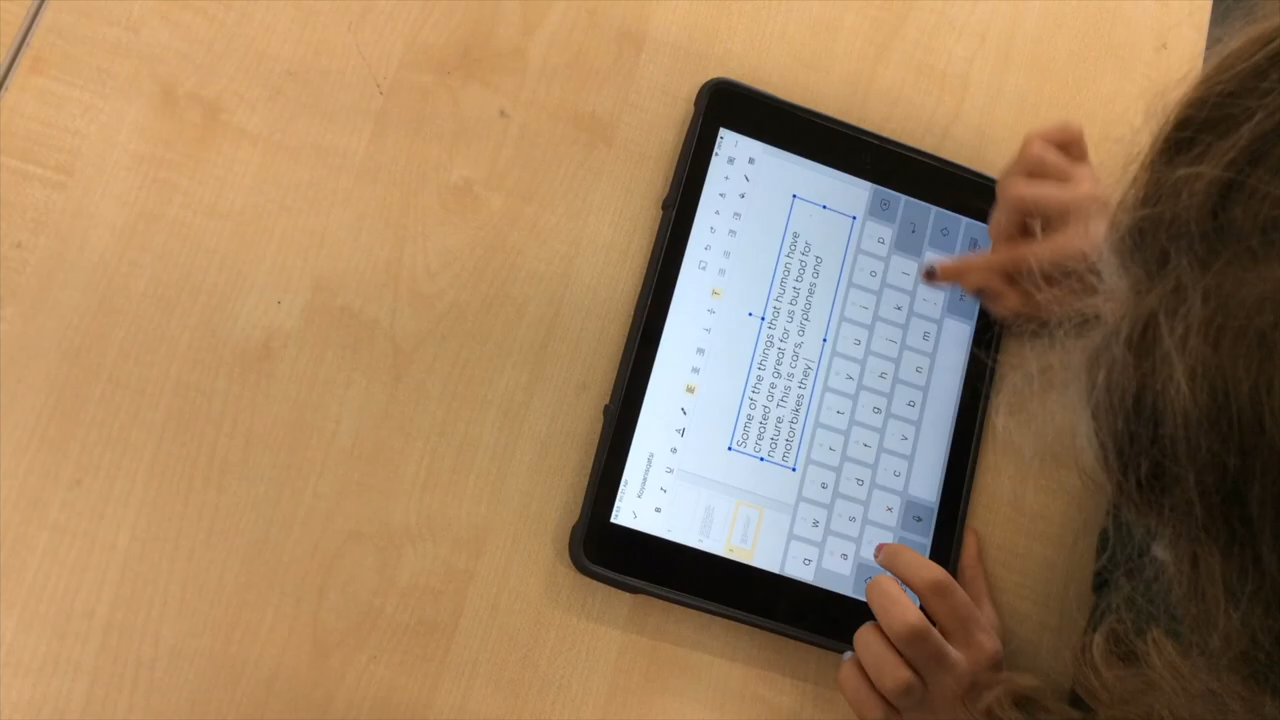 Koyaanisqatsi
B I U S A
Some of the things that human have
created are great for us but bad for
nature. This is cars, airplanes and
motorbikes they
q w e r t y u i o p
a s d f g h j k l
x c v b n m